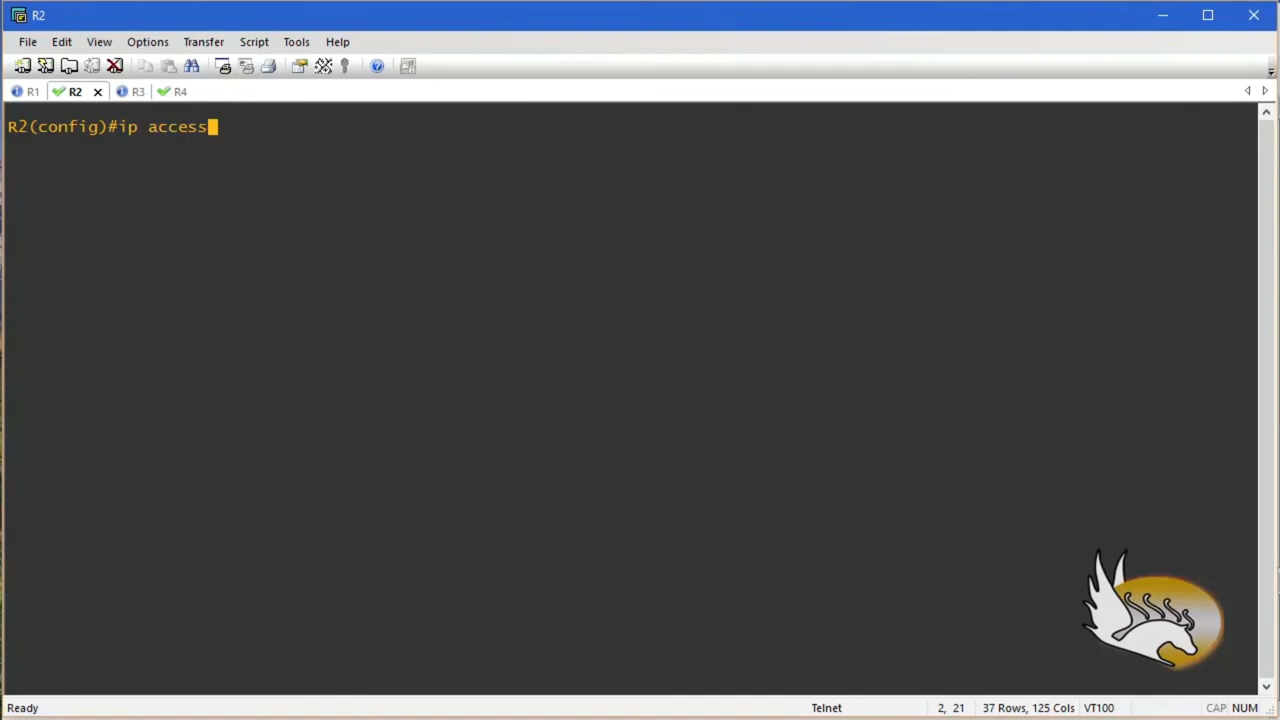 R2
File Edit View Options Transfer Script Tools Help
R1 R2 R3 R4
R2(config)#ip access
Ready Telnet 2, 21 37 Rows, 125 Cols VT100 CAP NUM